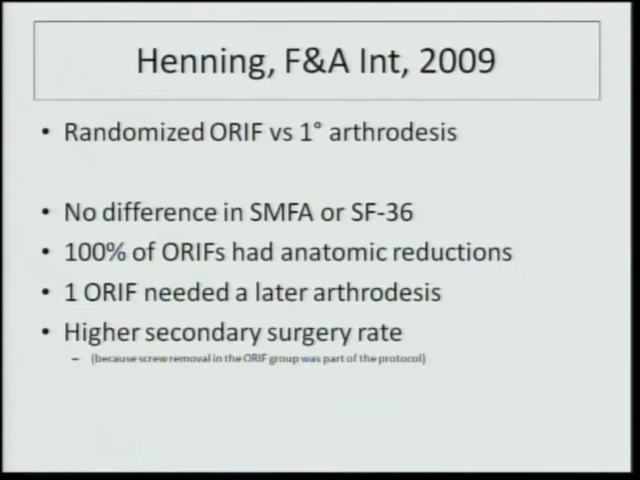 Henning, F&A Int, 2009
• Randomized ORIF vs 1° arthrodesis
• No difference in SMFA or SF-36
• 100% of ORIFs had anatomic reductions
• 1 ORIF needed a later arthrodesis
• Higher secondary surgery rate
– (because screw removal in the ORIF group was part of the protocol)